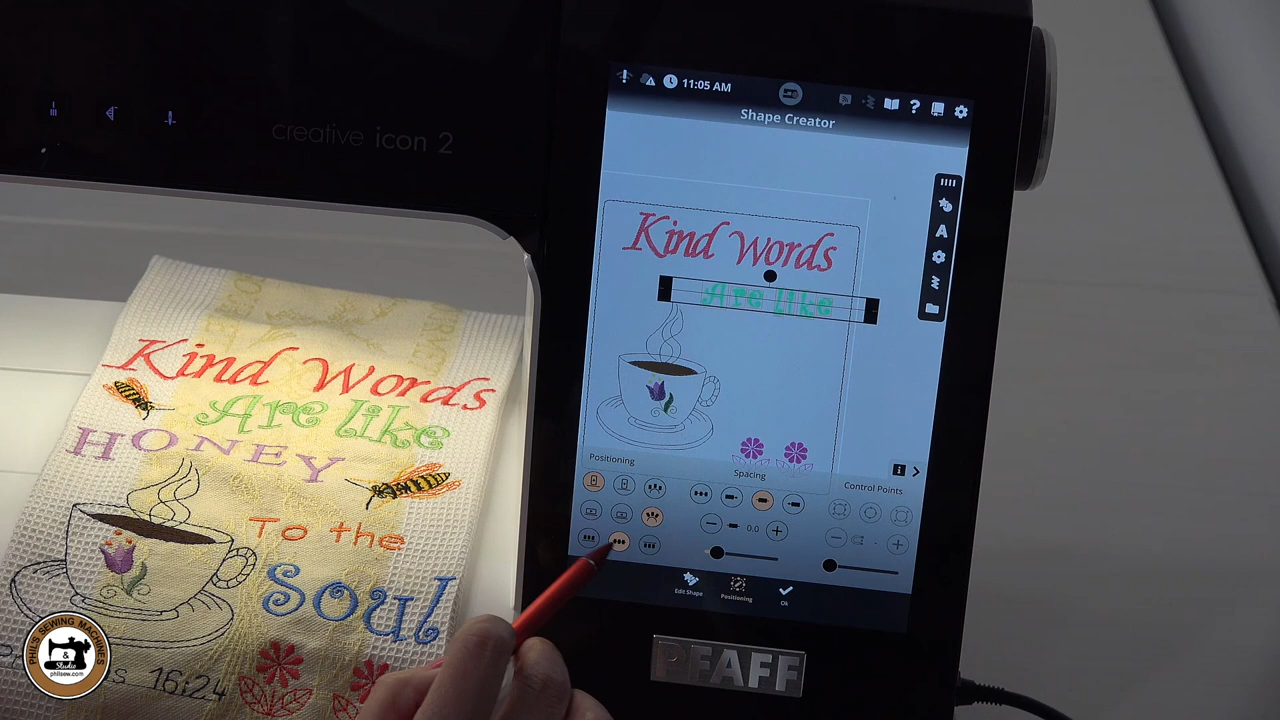 creative icon 2
11:05 AM
Shape Creator
Kind Words
Are like
Positioning
Spacing
Control Points
0.0
Edit Shape
Positioning
Ok
PFAFF
Kind Words
Are like
HONEY
To the
Soul
16:24
PHIL'S SEWING MACHINES
& Studio
philsew.com